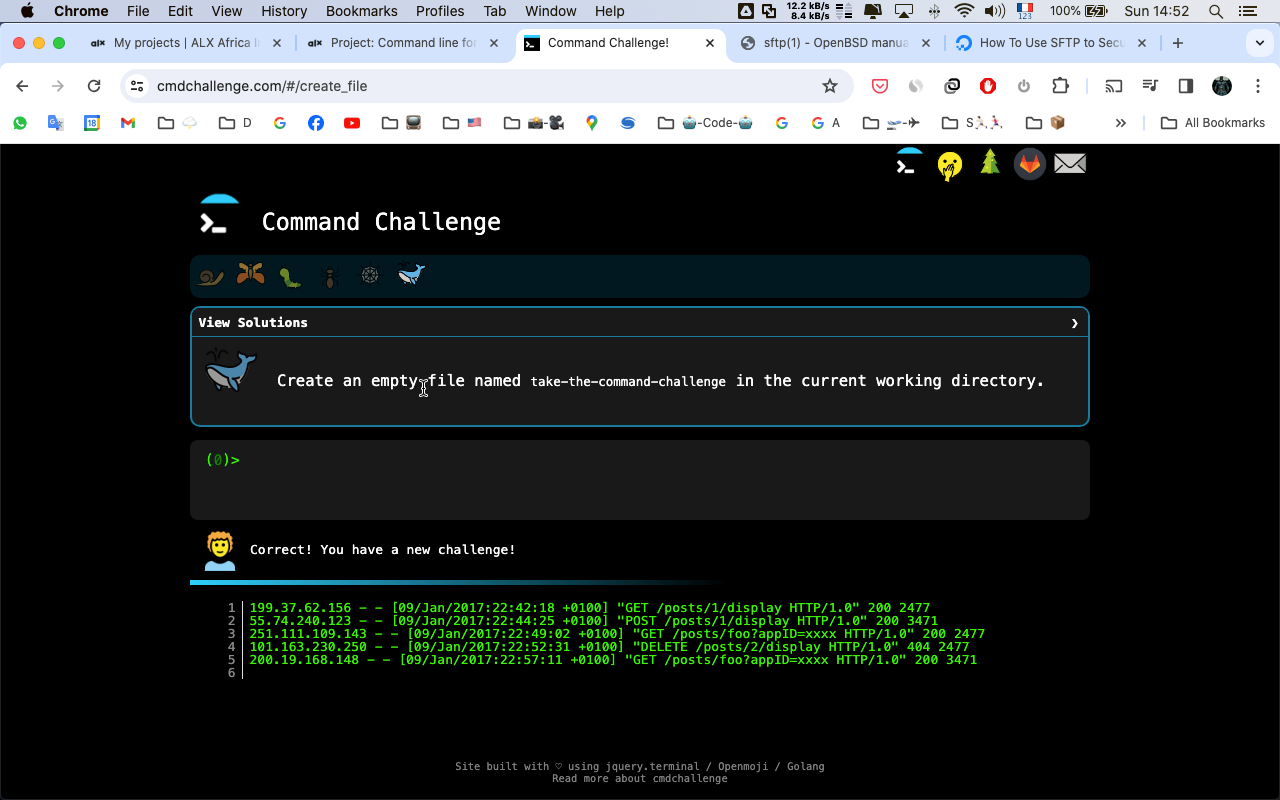 Chrome File Edit View History Bookmarks Profiles Tab Window Help 12.2 kB/s 8.4 kB/s 123 100% Sun 14:52
alx My projects | ALX Africa alx Project: Command line for Command Challenge! sftp(1) - OpenBSD manua How To Use SFTP to Secu
cmdchallenge.com/#/create_file
18 D G G A S All Bookmarks
Command Challenge
View Solutions
Create an empty file named take-the-command-challenge in the current working directory.
(0)>
Correct! You have a new challenge!
1 199.37.62.156 – – [09/Jan/2017:22:42:18 +0100] "GET /posts/1/display HTTP/1.0" 200 2477
2 55.74.240.123 – – [09/Jan/2017:22:44:25 +0100] "POST /posts/1/display HTTP/1.0" 200 3471
3 251.111.109.143 – – [09/Jan/2017:22:49:02 +0100] "GET /posts/foo?appID=xxxx HTTP/1.0" 200 2477
4 101.163.230.250 – – [09/Jan/2017:22:52:31 +0100] "DELETE /posts/2/display HTTP/1.0" 404 2477
5 200.19.168.148 – – [09/Jan/2017:22:57:11 +0100] "GET /posts/foo?appID=xxxx HTTP/1.0" 200 3471
6
Site built with ♡ using jquery.terminal / Openmoji / Golang
Read more about cmdchallenge